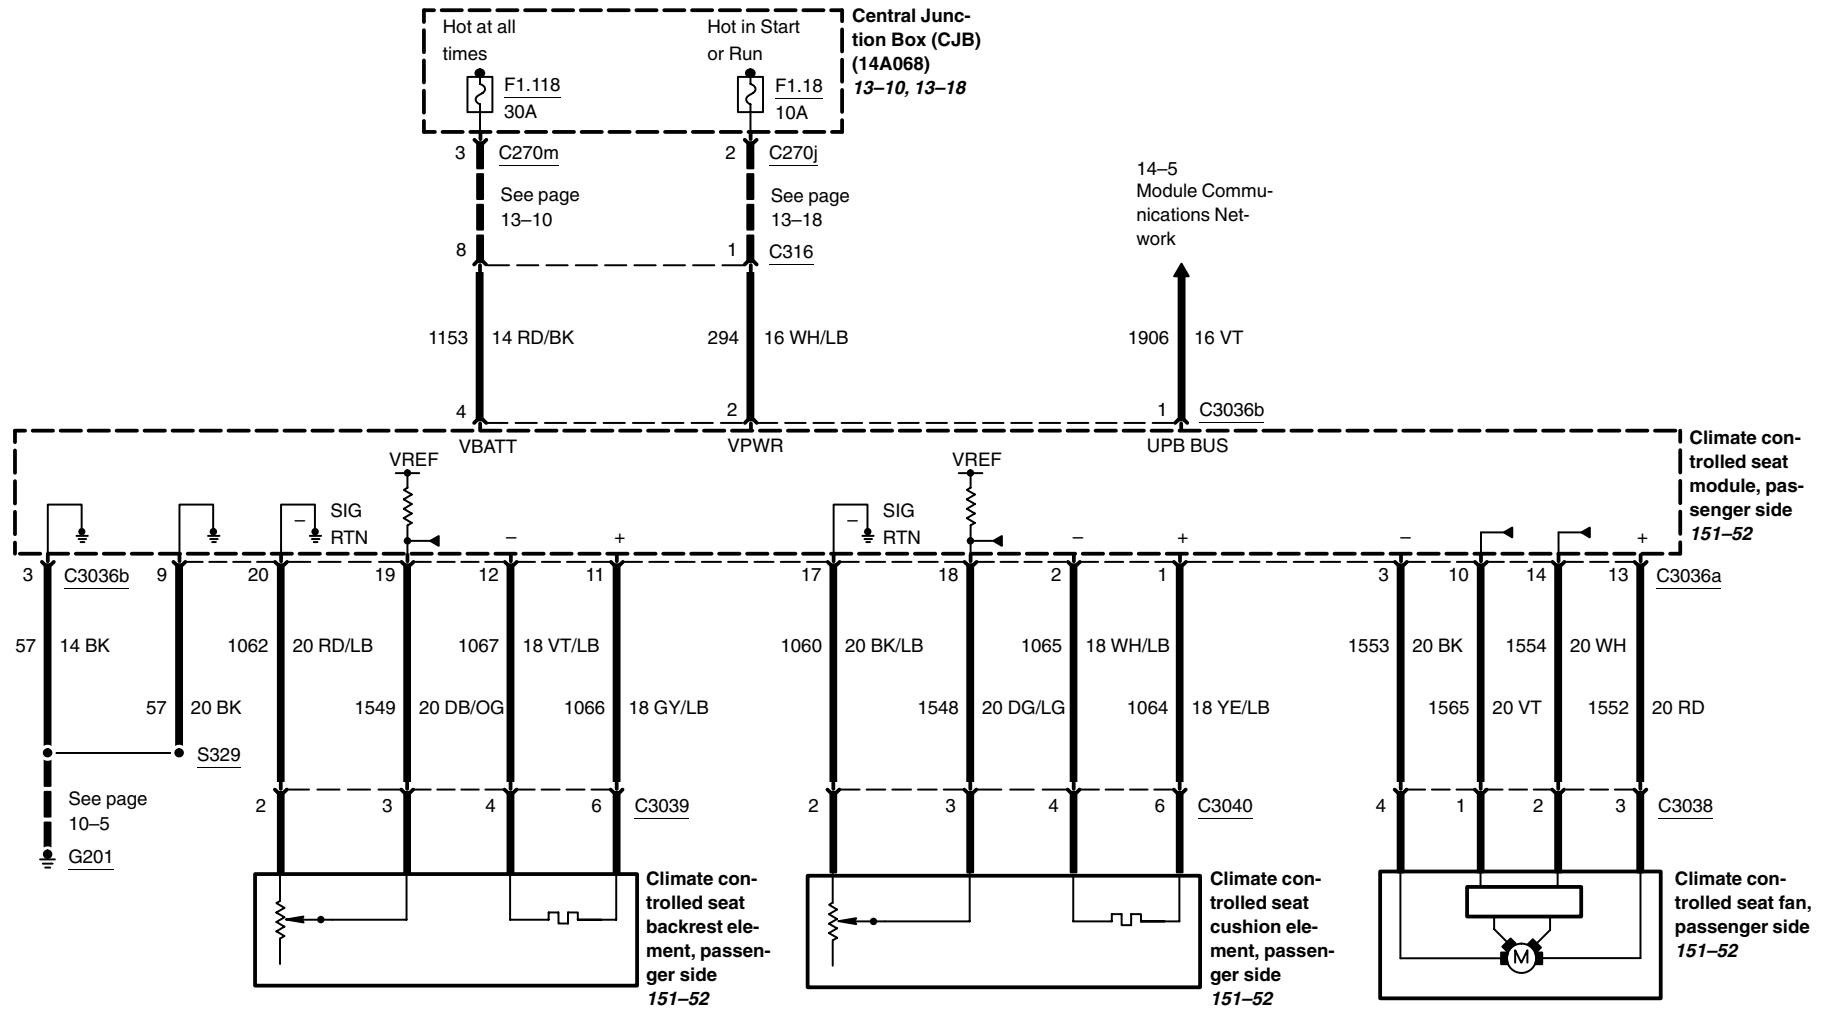 Hot at all
times
Hot in Start
or Run
Central Junc-
tion Box (CJB)
(14A068)
13–10, 13–18
F1.118
30A
F1.18
10A
3 C270m
2 C270j
See page
13–10
See page
13–18
14–5
Module Commu-
nications Net-
work
8
1 C316
1153 14 RD/BK
294 16 WH/LB
1906 16 VT
4
2
1 C3036b
VBATT
VPWR
UPB BUS
Climate con-
trolled seat
module, pas-
senger side
151–52
VREF
VREF
– SIG
RTN
– +
– SIG
RTN
– +
– +
3 C3036b
9
20
19
12
11
17
18
2
1
3
10
14
13 C3036a
57 14 BK
1062 20 RD/LB
1067 18 VT/LB
1060 20 BK/LB
1065 18 WH/LB
1553 20 BK
1554 20 WH
57 20 BK
1549 20 DB/OG
1066 18 GY/LB
1548 20 DG/LG
1064 18 YE/LB
1565 20 VT
1552 20 RD
S329
See page
10–5
G201
2
3
4
6 C3039
2
3
4
6 C3040
4
1
2
3 C3038
Climate con-
trolled seat
backrest ele-
ment, passen-
ger side
151–52
Climate con-
trolled seat
cushion ele-
ment, passen-
ger side
151–52
M
Climate con-
trolled seat fan,
passenger side
151–52